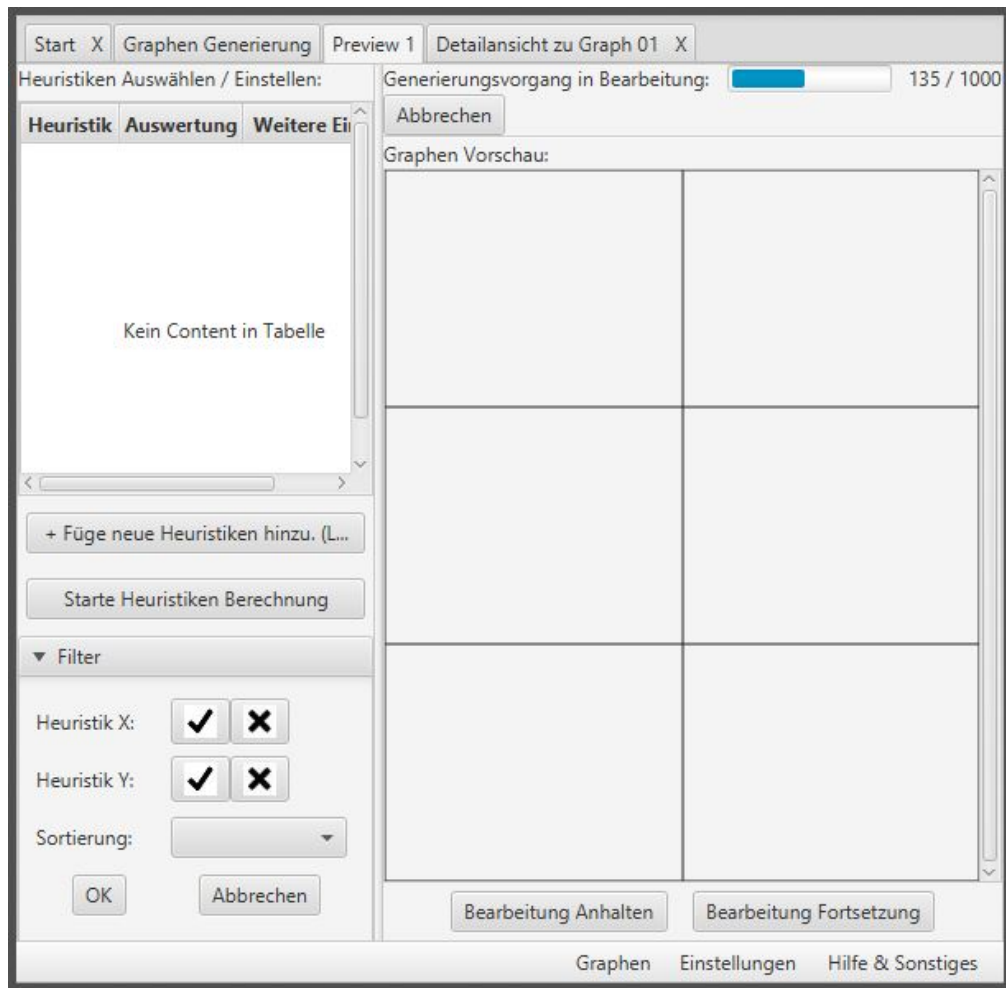 Start X Graphen Generierung Preview 1 Detailansicht zu Graph 01 X
Heuristiken Auswählen / Einstellen:
Heuristik Auswertung Weitere Ei
Kein Content in Tabelle
+ Füge neue Heuristiken hinzu. (L...
Starte Heuristiken Berechnung
Filter
Heuristik X:
Heuristik Y:
Sortierung:
OK Abbrechen
Generierungsvorgang in Bearbeitung: 135 / 1000
Abbrechen
Graphen Vorschau:
Bearbeitung Anhalten Bearbeitung Fortsetzung
Graphen Einstellungen Hilfe & Sonstiges